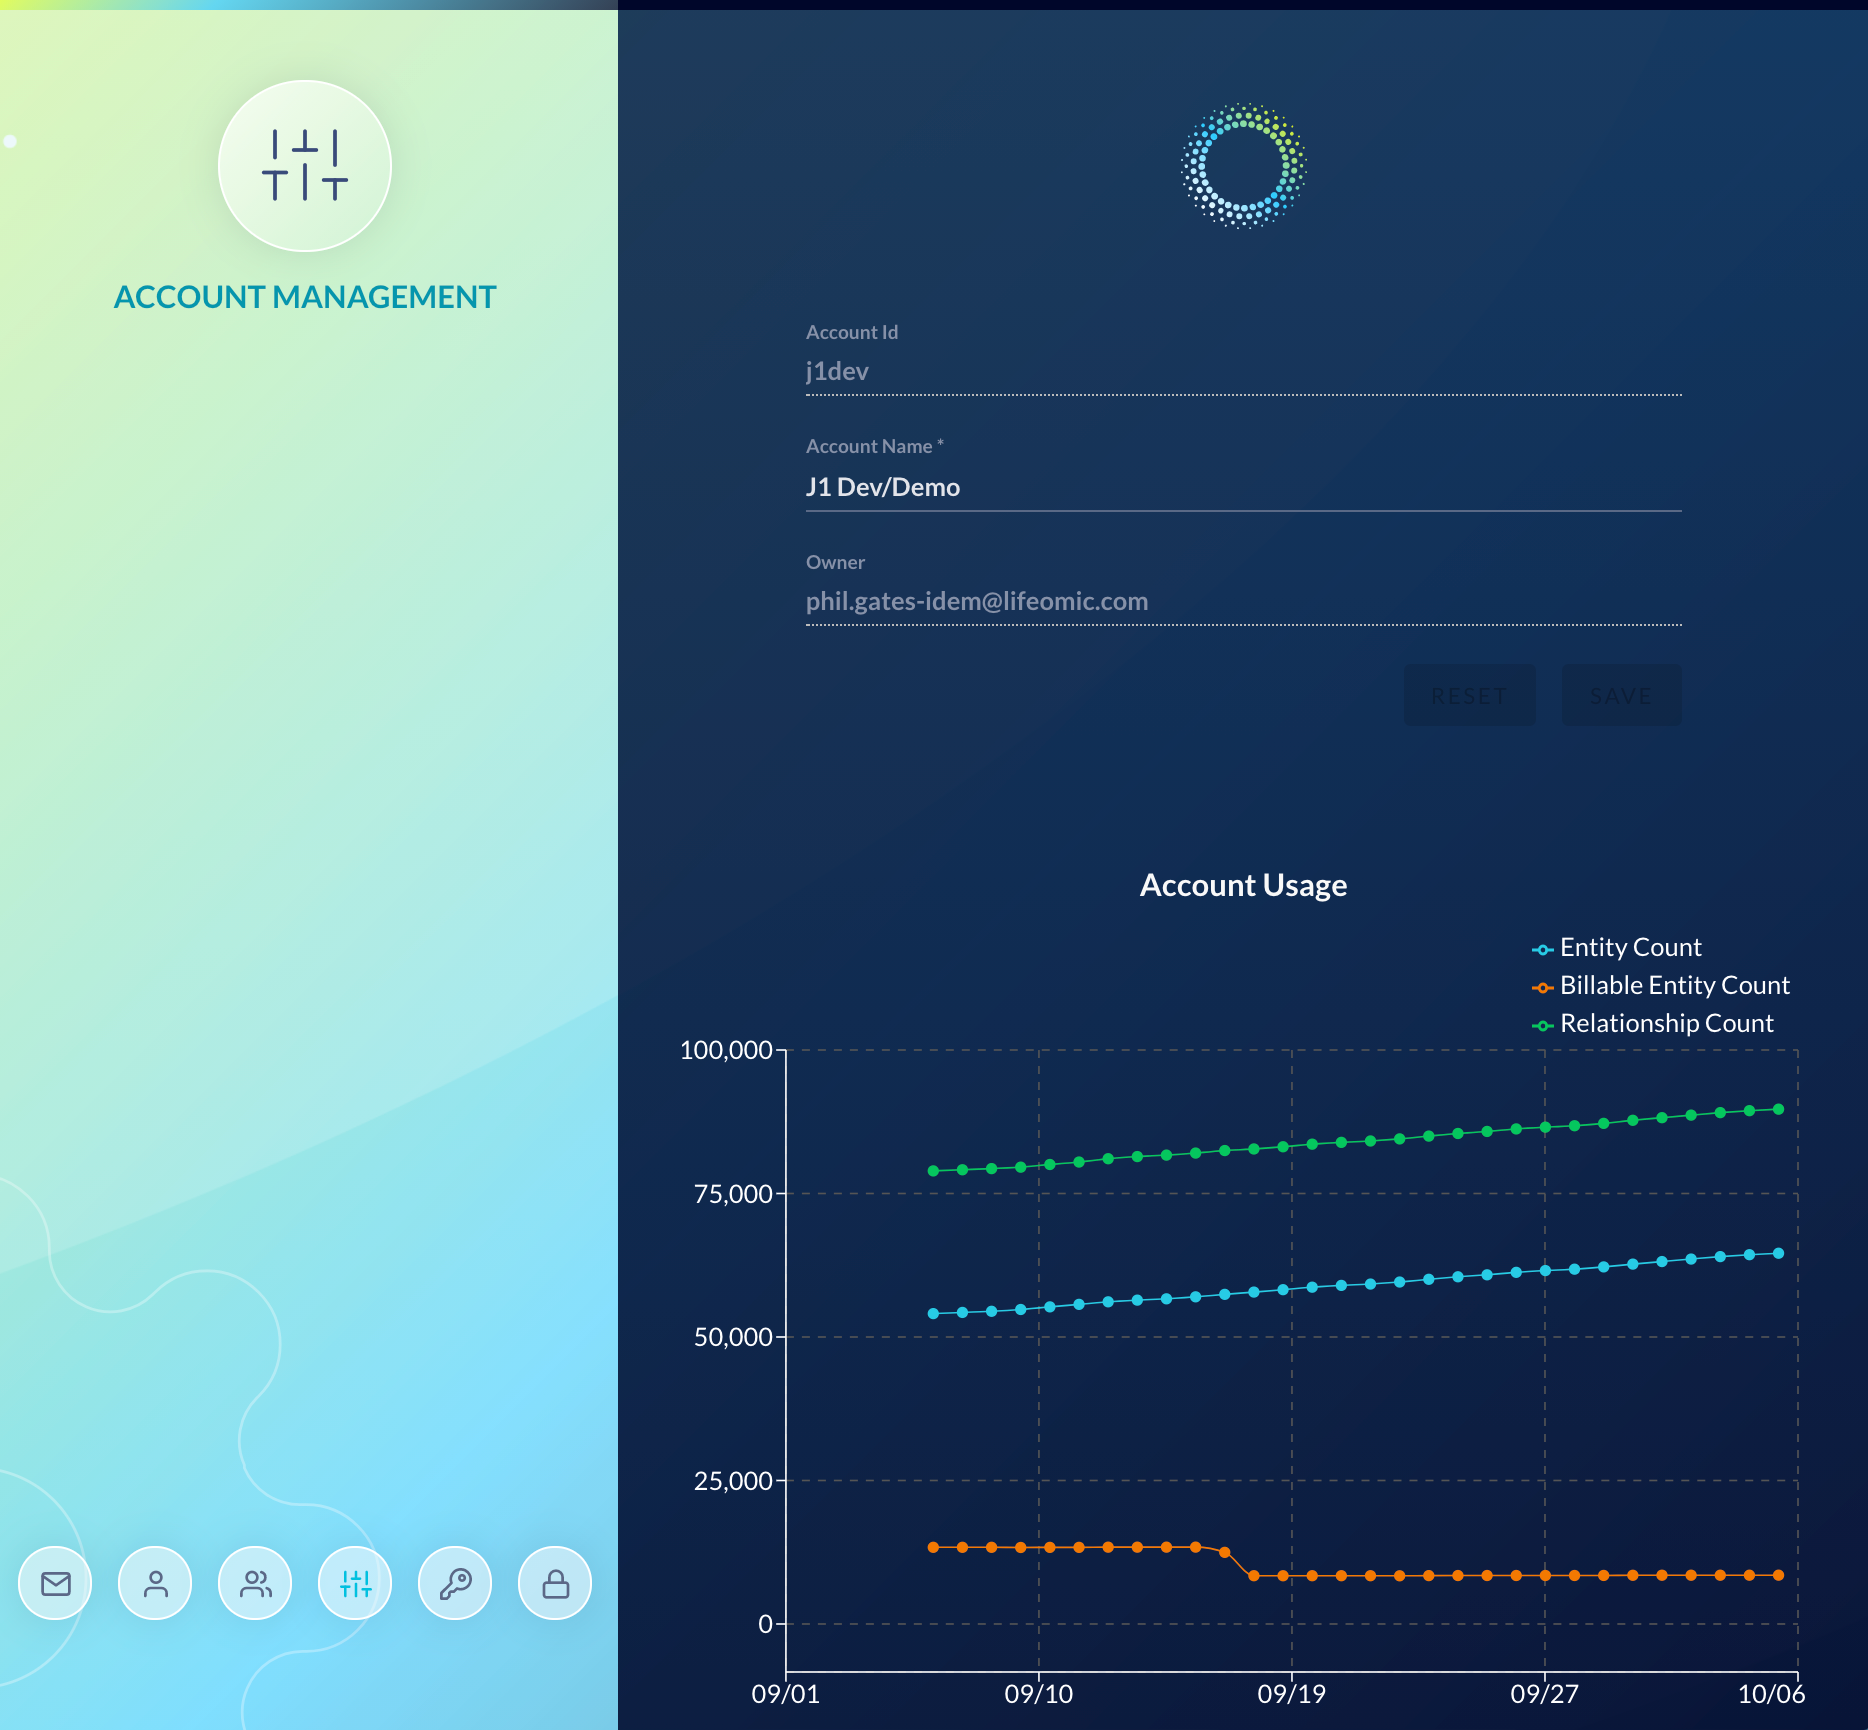 ACCOUNT MANAGEMENT
Account Id
j1dev
Account Name *
J1 Dev/Demo
Owner
phil.gates-idem@lifeomic.com
RESET SAVE
Account Usage
Entity Count
Billable Entity Count
Relationship Count
100,000
75,000
50,000
25,000
0
09/01 09/10 09/19 09/27 10/06